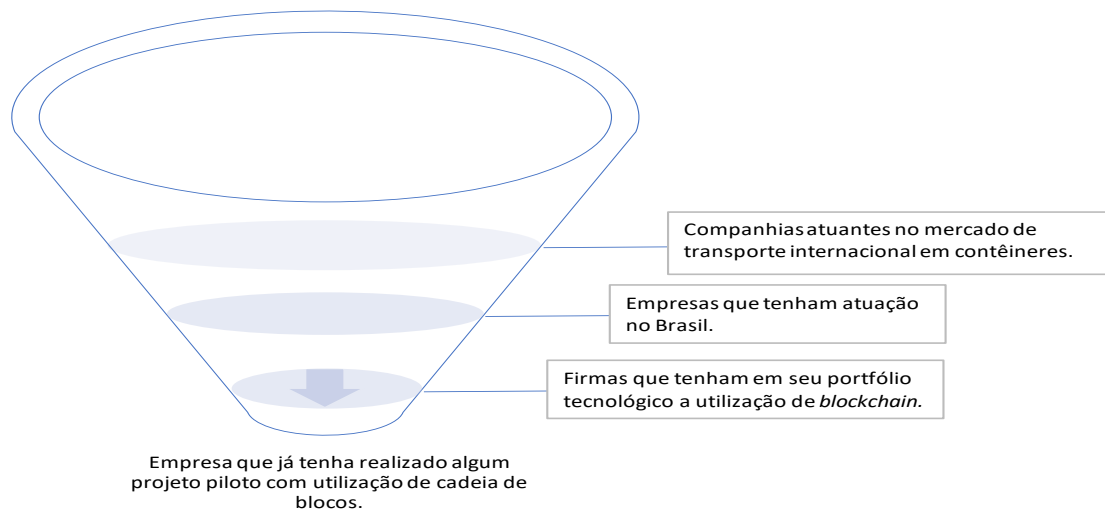 Companhias atuantes no mercado de
transporte internacional em contêineres.
Empresas que tenham atuação
no Brasil.
Firmas que tenham em seu portfólio
tecnológico a utilização de blockchain.
Empresa que já tenha realizado algum
projeto piloto com utilização de cadeia de
blocos.